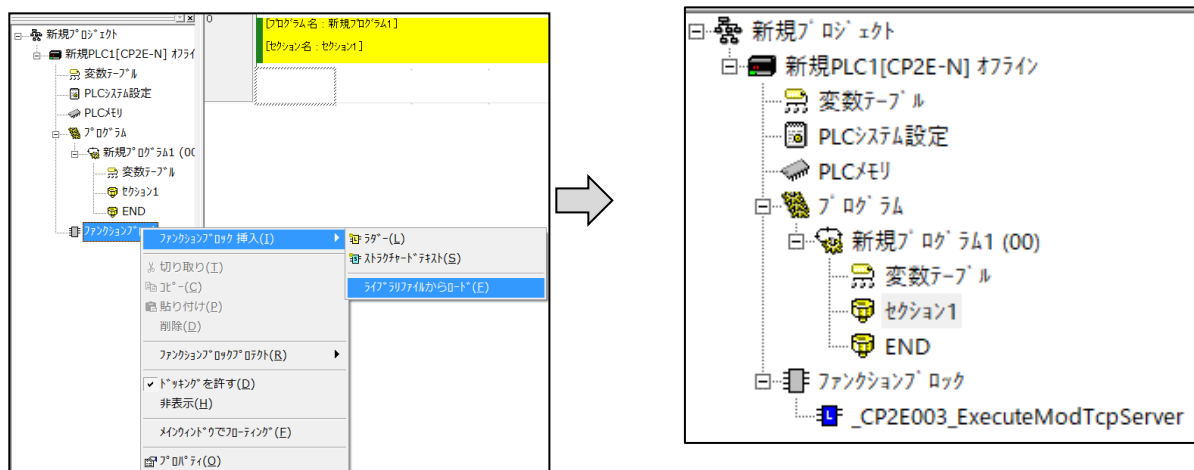 0
[ﾌﾟﾛｸﾞﾗﾑ名 : 新規ﾌﾟﾛｸﾞﾗﾑ1]
[ｾｸｼｮﾝ名 : ｾｸｼｮﾝ1]
新規ﾌﾟﾛｼﾞｪｸﾄ
新規PLC1[CP2E-N] ｵﾌﾗｲ
変数ﾃｰﾌﾞﾙ
PLCｼｽﾃﾑ設定
PLCﾒﾓﾘ
ﾌﾟﾛｸﾞﾗﾑ
新規ﾌﾟﾛｸﾞﾗﾑ1 (00
変数ﾃｰﾌﾞﾙ
ｾｸｼｮﾝ1
END
ﾌｧﾝｸｼｮﾝﾌﾞ
ﾌｧﾝｸｼｮﾝﾌﾞﾛｯｸ 挿入(I)
切り取り(T)
ｺﾋﾟｰ(C)
貼り付け(P)
削除(D)
ﾌｧﾝｸｼｮﾝﾌﾞﾛｯｸﾌﾟﾛﾃｸﾄ(R)
ﾄﾞｯｷﾝｸﾞを許す(D)
非表示(H)
ﾒｲﾝｳｨﾝﾄﾞｳでﾌﾛｰﾃｨﾝｸﾞ(F)
ﾌﾟﾛﾊﾟﾃｨ(O)
ﾗﾀﾞｰ(L)
ｽﾄﾗｸﾁｬｰﾄﾞﾃｷｽﾄ(S)
ﾗｲﾌﾞﾗﾘﾌｧｲﾙからﾛｰﾄﾞ(F)
新規ﾌﾟﾛｼﾞｪｸﾄ
新規PLC1[CP2E-N] ｵﾌﾗｲﾝ
変数ﾃｰﾌﾞﾙ
PLCｼｽﾃﾑ設定
PLCﾒﾓﾘ
ﾌﾟﾛｸﾞﾗﾑ
新規ﾌﾟﾛｸﾞﾗﾑ1 (00)
変数ﾃｰﾌﾞﾙ
ｾｸｼｮﾝ1
END
ﾌｧﾝｸｼｮﾝﾌﾞﾛｯｸ
_CP2E003_ExecuteModTcpServer